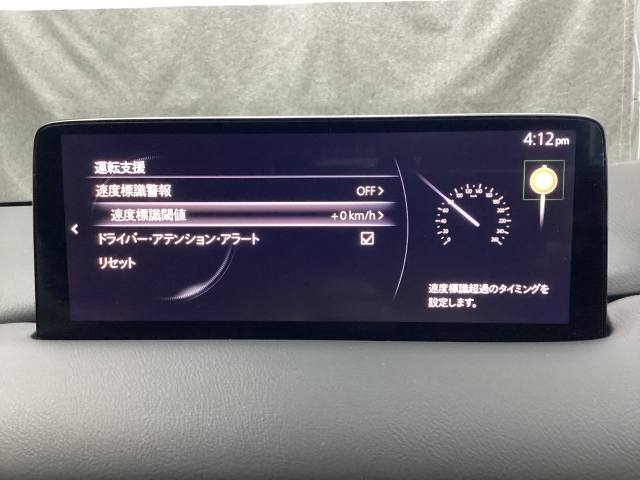 4:12 pm
運転支援
速度標識警報 OFF
速度標識閾値 +0 km/h
ドライバー・アテンション・アラート
リセット
速度標識超過のタイミングを
設定します。